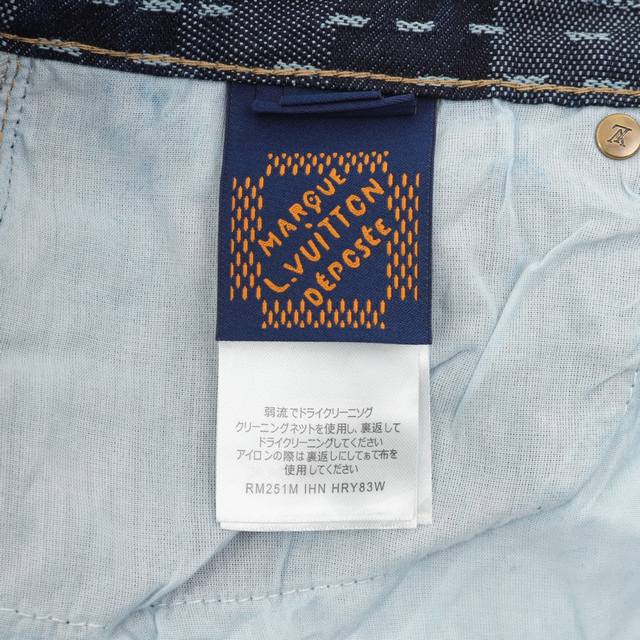 MARQUE
L.VUITTON
DEPOSEE
弱流でドライクリーニソグ
クリーニングネットを使用し､裏返して
ドライクリーニングしてください
アイロンの際は裏返しにしてあて布を
使用してください
RM251M IHN HRY83W